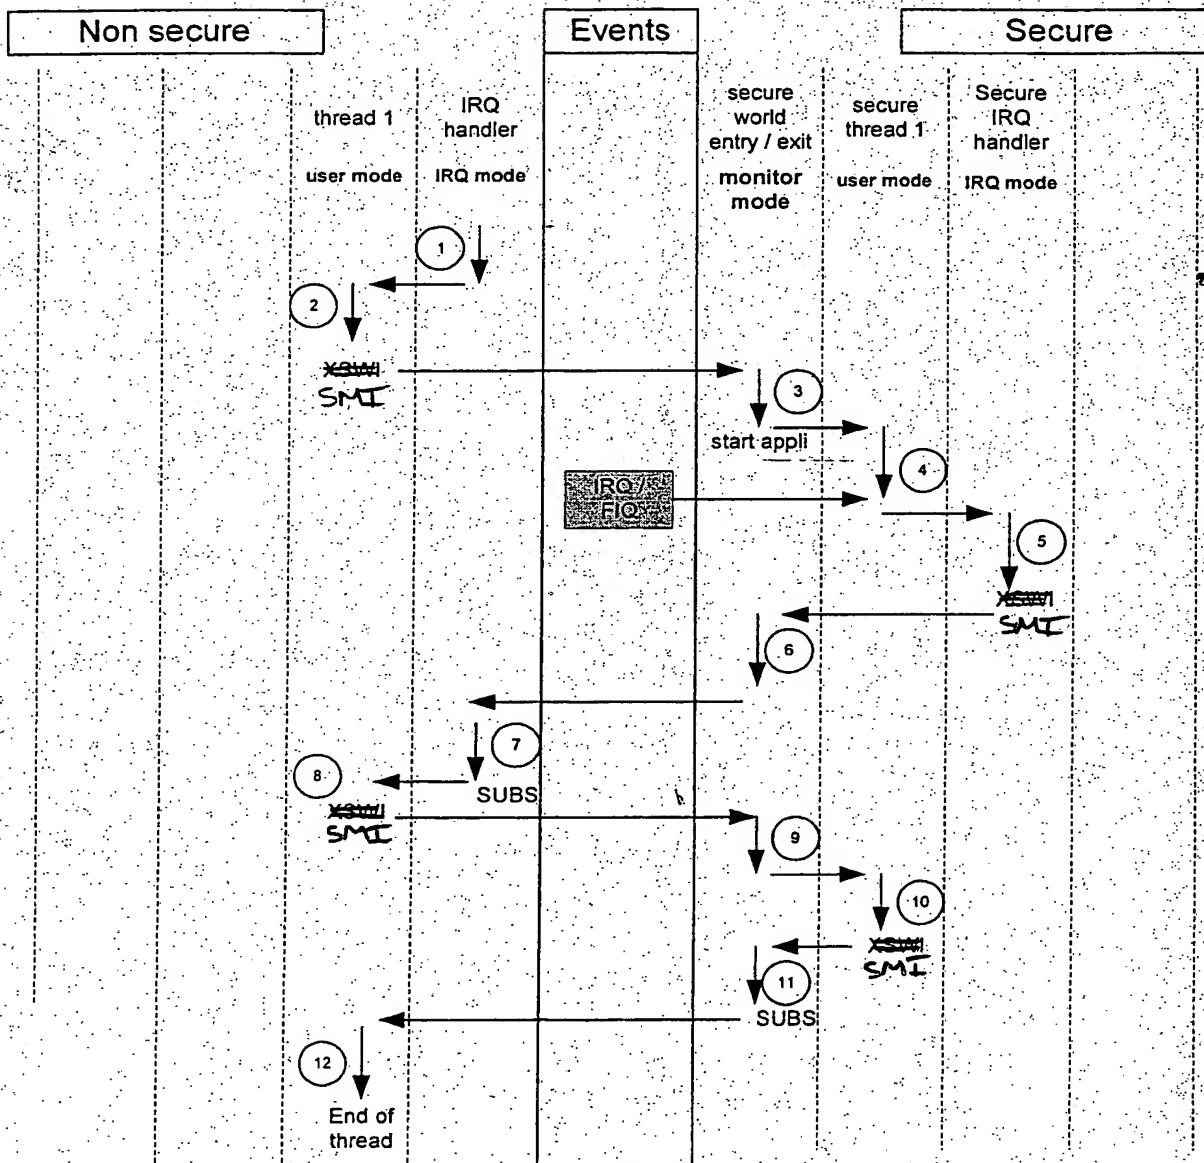 Non secure
Events
Secure
thread 1
user mode
IRQ
handler
IRQ mode
secure
world
entry / exit
monitor
mode
secure
thread 1
user mode
Secure
IRQ
handler
IRQ mode
1
2
XSWI
SMI
3
start appli
4
IRQ /
FIQ
5
XSWI
SMI
6
7
SUBS
8
XSWI
SMI
9
10
XSWI
SMI
11
SUBS
12
End of
thread